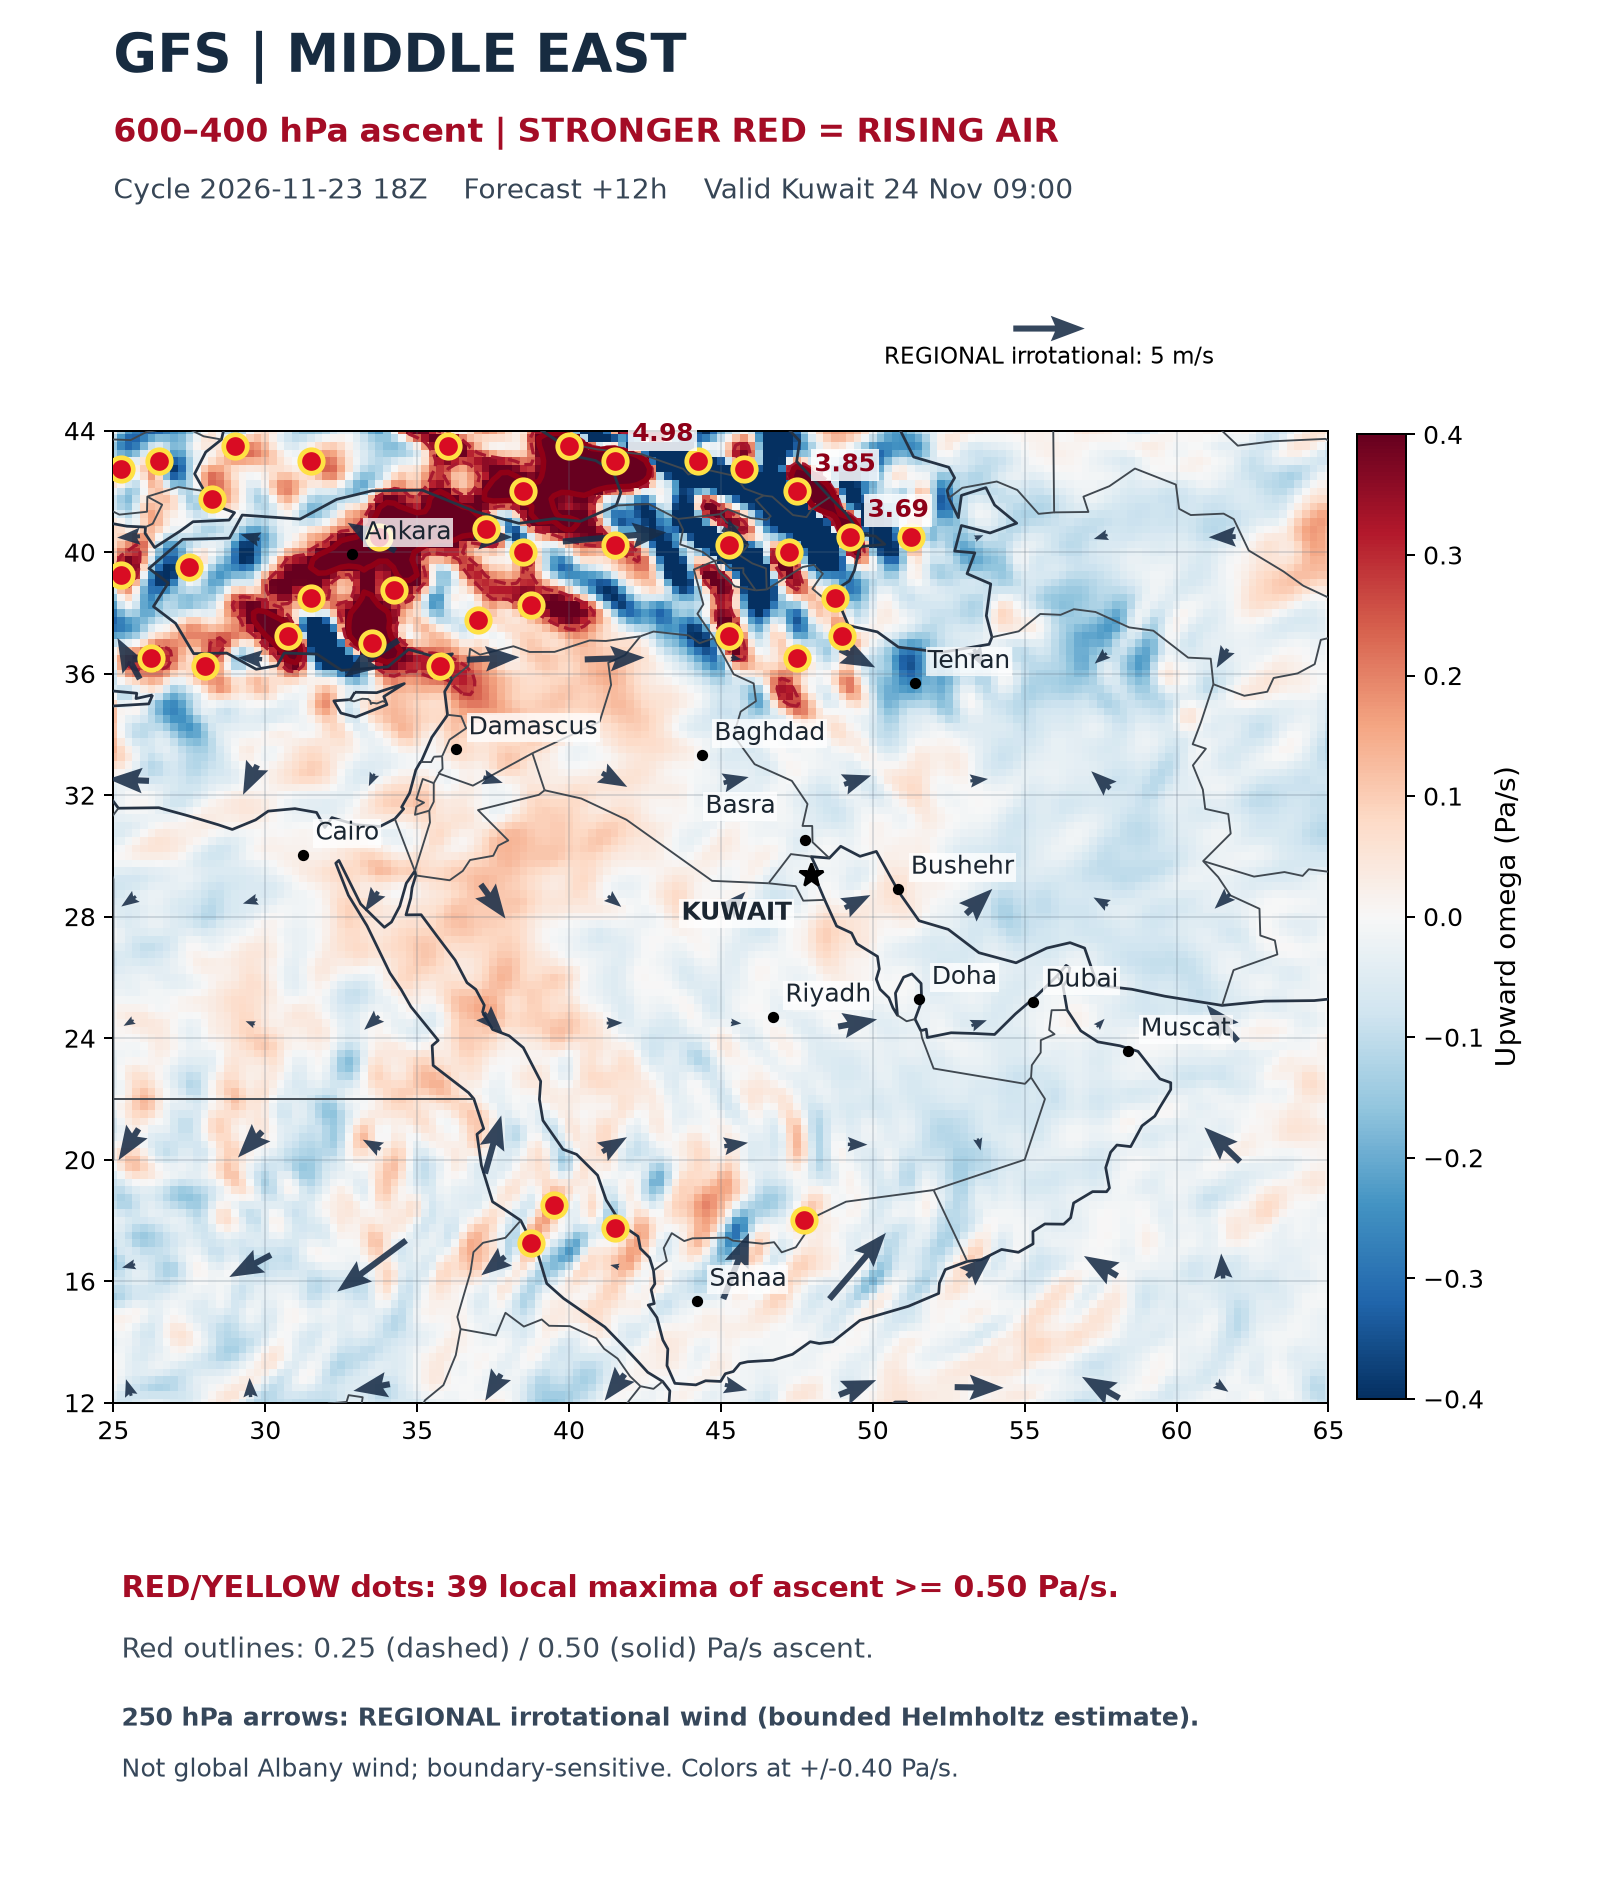 GFS | MIDDLE EAST
600–400 hPa ascent | STRONGER RED = RISING AIR
Cycle 2026-11-23 18Z    Forecast +12h    Valid Kuwait 24 Nov 09:00
REGIONAL irrotational: 5 m/s
44
40
36
32
28
24
20
16
12
25
30
35
40
45
50
55
60
65
4.98
3.85
3.69
Ankara
Tehran
Damascus
Baghdad
Basra
Cairo
Bushehr
KUWAIT
Riyadh
Doha
Dubai
Muscat
Sanaa
0.4
0.3
0.2
0.1
0.0
−0.1
−0.2
−0.3
−0.4
Upward omega (Pa/s)
RED/YELLOW dots: 39 local maxima of ascent >= 0.50 Pa/s.
Red outlines: 0.25 (dashed) / 0.50 (solid) Pa/s ascent.
250 hPa arrows: REGIONAL irrotational wind (bounded Helmholtz estimate).
Not global Albany wind; boundary-sensitive. Colors at +/-0.40 Pa/s.